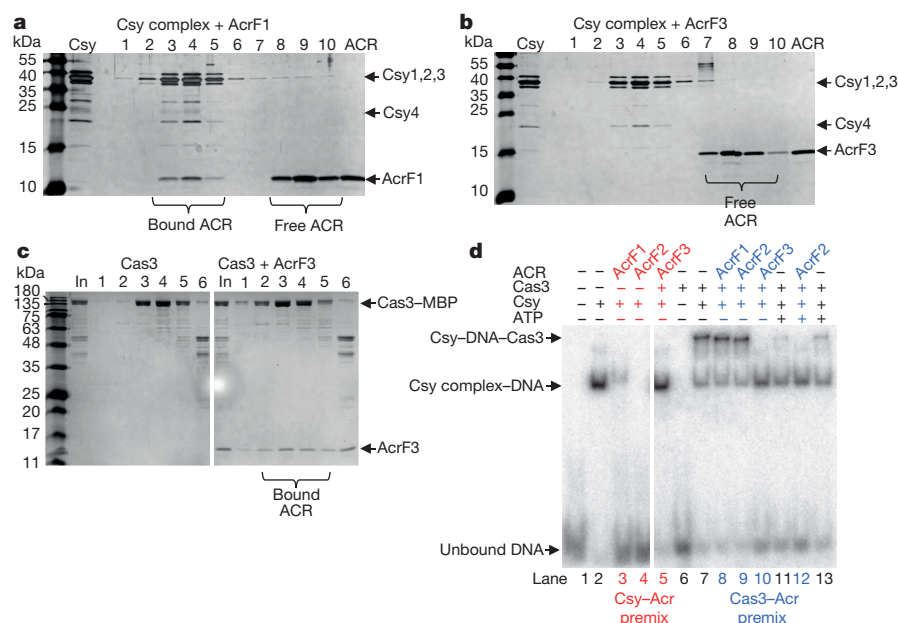 a
Csy complex + AcrF1
kDa Csy 1 2 3 4 5 6 7 8 9 10 ACR
55
40
35
25
15
10
Csy1,2,3
Csy4
AcrF1
Bound ACR Free ACR
b
Csy complex + AcrF3
kDa Csy 1 2 3 4 5 6 7 8 9 10 ACR
55
40
35
25
15
10
Csy1,2,3
Csy4
AcrF3
Free
ACR
c
kDa Cas3 Cas3 + AcrF3
In 1 2 3 4 5 6 In 1 2 3 4 5 6
180
135
75
63
48
35
25
20
17
11
Cas3–MBP
AcrF3
Bound
ACR
d
AcrF1 AcrF2 AcrF3 AcrF1 AcrF2 AcrF3 AcrF2
ACR – – – – – –
Cas3 – – – – + + + + + – + – +
Csy – + + + + – + + + + + + +
ATP – – – – – – – – – – + + +
Csy–DNA–Cas3
Csy complex–DNA
Unbound DNA
Lane 1 2 3 4 5 6 7 8 9 10 11 12 13
Csy–Acr Cas3–Acr
premix premix